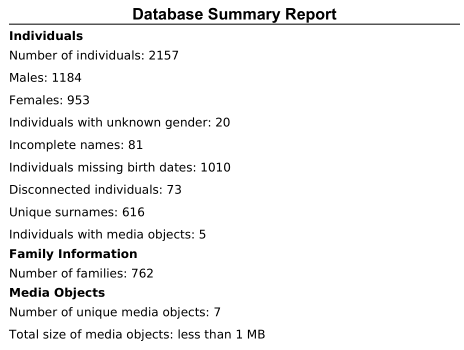 Database Summary Report
Individuals
Number of individuals: 2157
Males: 1184
Females: 953
Individuals with unknown gender: 20
Incomplete names: 81
Individuals missing birth dates: 1010
Disconnected individuals: 73
Unique surnames: 616
Individuals with media objects: 5
Family Information
Number of families: 762
Media Objects
Number of unique media objects: 7
Total size of media objects: less than 1 MB